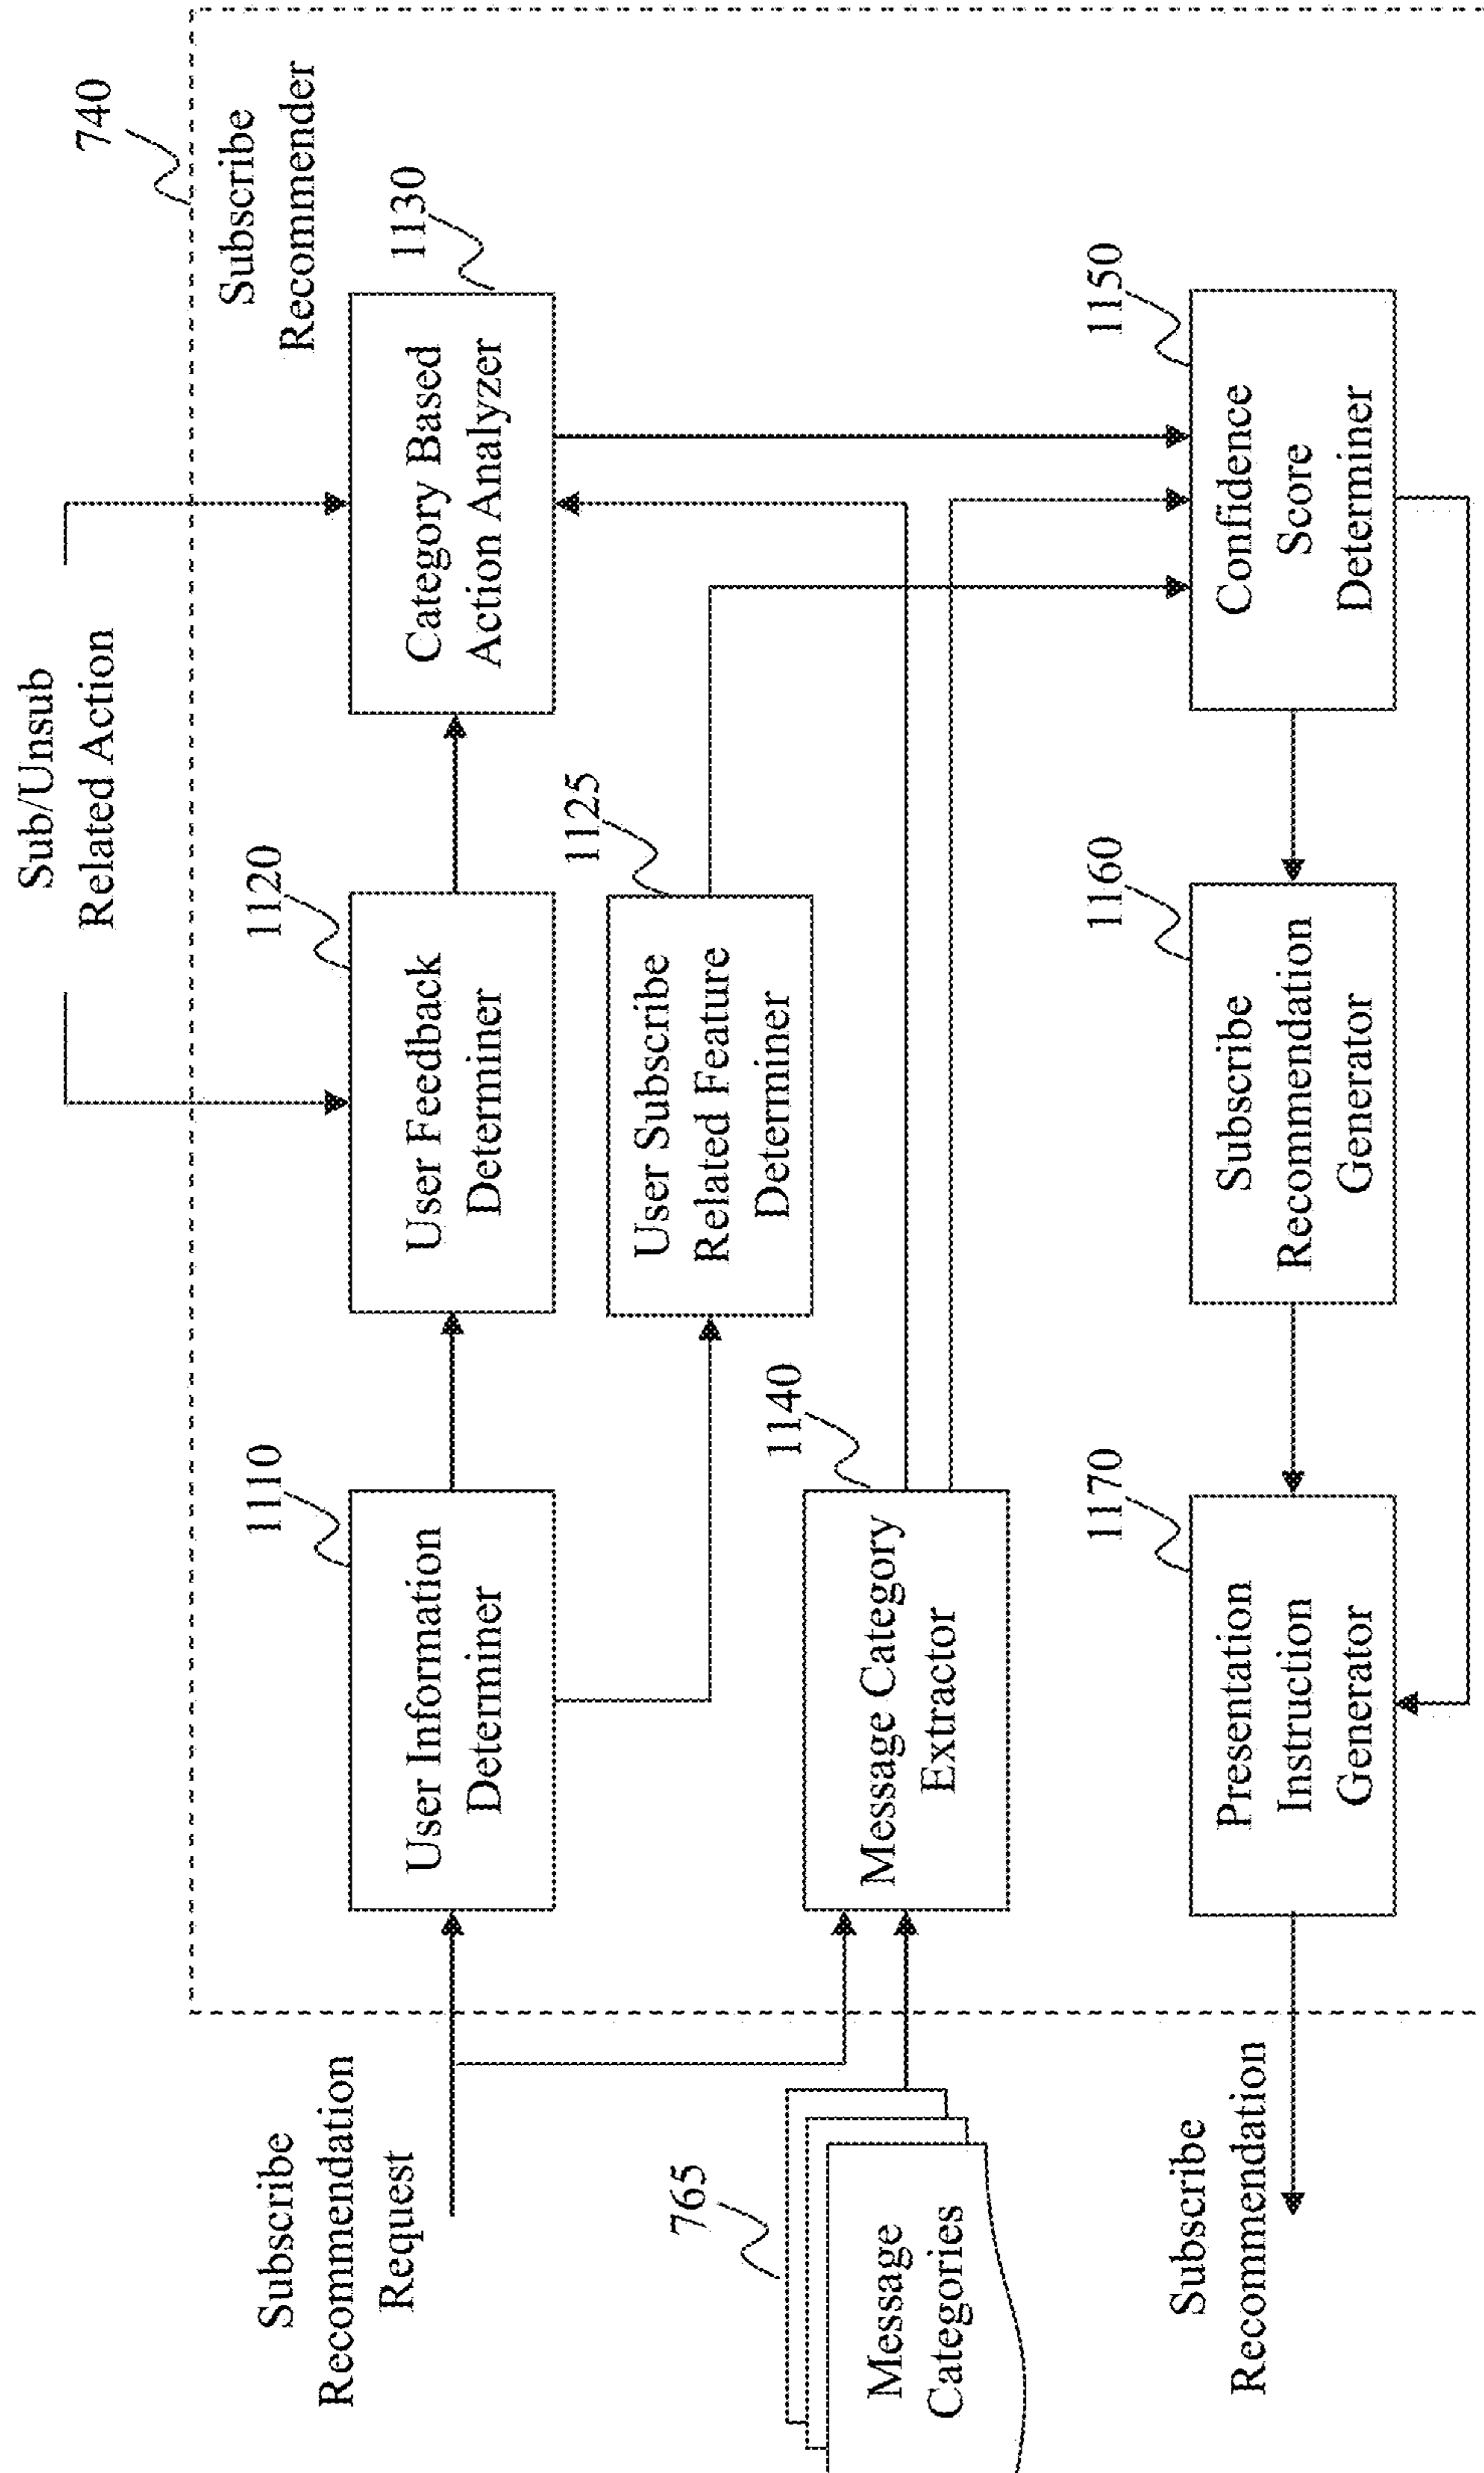 Sub/Unsub
Related Action
740
Subscribe
Recommender
Subscribe
Recommendation
Request
1110
User Information
Determiner
1120
User Feedback
Determiner
1130
Category Based
Action Analyzer
1125
User Subscribe
Related Feature
Determiner
765
Message
Categories
1140
Message Category
Extractor
Subscribe
Recommendation
1170
Presentation
Instruction
Generator
1160
Subscribe
Recommendation
Generator
1150
Confidence
Score
Determiner